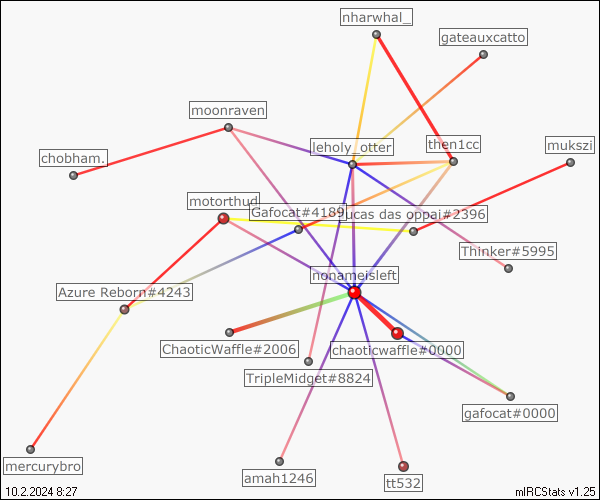 nharwhal_
gateauxcatto
moonraven
leholy_otter
then1cc
mukszi
chobham.
motorthud
Gafocat#4189
lucas das oppai#2396
Thinker#5995
nonameisleft
Azure Reborn#4243
ChaoticWaffle#2006
chaoticwaffle#0000
TripleMidget#8824
gafocat#0000
mercurybro
amah1246
tt532
10.2.2024 8:27
mIRCStats v1.25